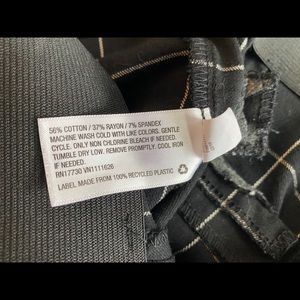 56% COTTON / 37% RAYON / 7% SPANDEX
MACHINE WASH COLD WITH LIKE COLORS. GENTLE
CYCLE. ONLY NON CHLORINE BLEACH IF NEEDED.
TUMBLE DRY LOW. REMOVE PROMPTLY. COOL IRON
IF NEEDED.
RN17730 VN1111626
LABEL MADE FROM 100% RECYCLED PLASTIC